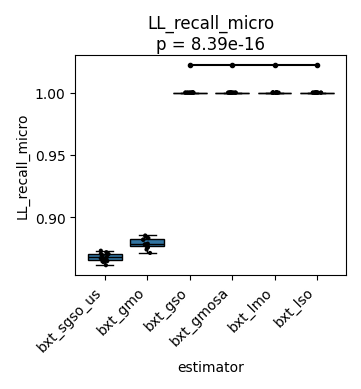 LL_recall_micro
p = 8.39e-16
LL_recall_micro
1.00
0.95
0.90
bxt_sgso_us
bxt_gmo
bxt_gso
bxt_gmosa
bxt_lmo
bxt_lso
estimator